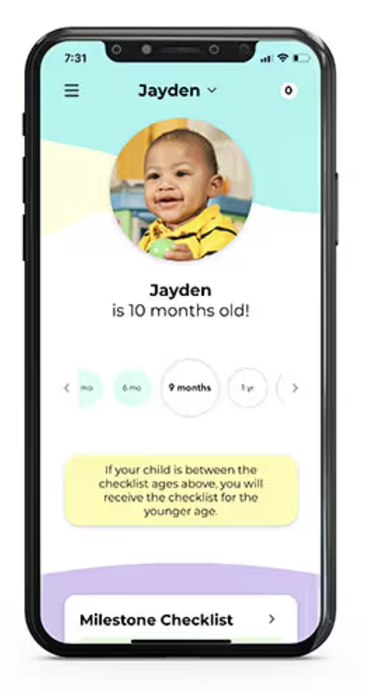 7:31
Jayden
0
Jayden
is 10 months old!
mo
6 mo
9 months
1 yr
If your child is between the
checklist ages above, you will
receive the checklist for the
younger age.
Milestone Checklist